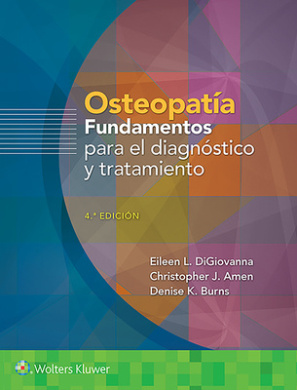 Osteopatía
Fundamentos
para el diagnóstico
y tratamiento
4.ª EDICIÓN
Eileen L. DiGiovanna
Christopher J. Amen
Denise K. Burns
Wolters Kluwer